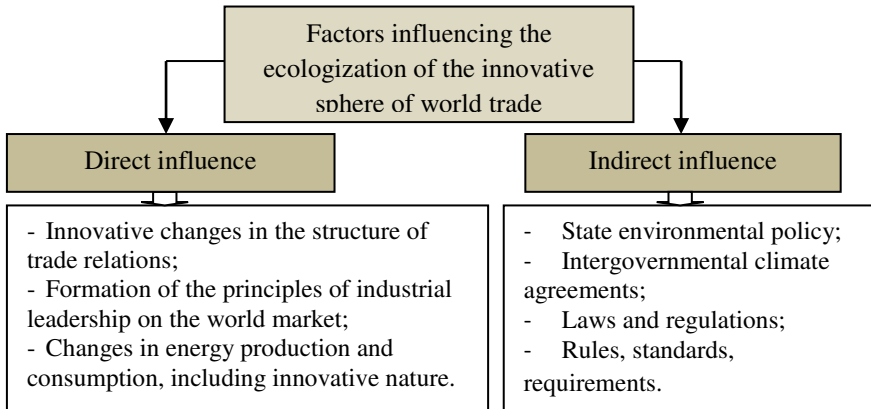 Factors influencing the
ecologization of the innovative
sphere of world trade
Direct influence
- Innovative changes in the structure of
trade relations;
- Formation of the principles of industrial
leadership on the world market;
- Changes in energy production and
consumption, including innovative nature.
Indirect influence
- State environmental policy;
- Intergovernmental climate
agreements;
- Laws and regulations;
- Rules, standards,
requirements.